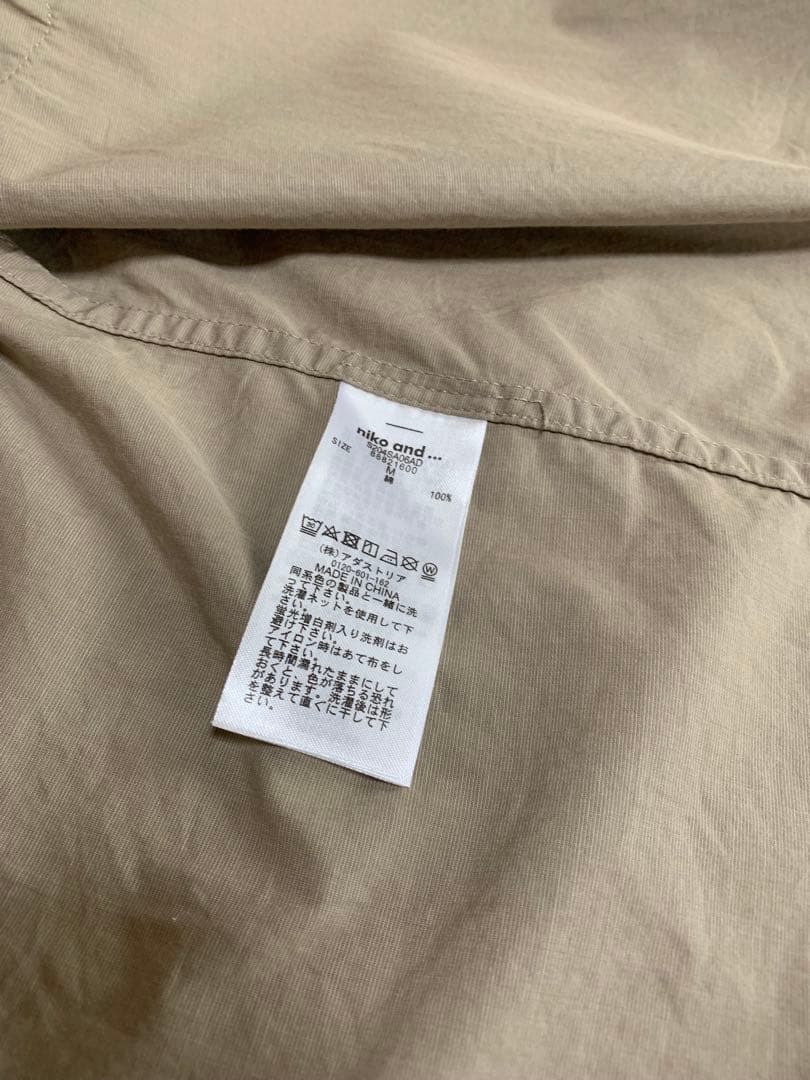 niko and ...
S204SA06AD
88821600
SIZE M
綿 100%
(株)アダストリア
0120-601-162
MADE IN CHINA
同系色の製品と一緒に洗
って下さい。
洗濯ネットを使用して下
さい。
蛍光増白剤入り洗剤はお
避け下さい。
アイロン時はあて布をし
て下さい。
長時間濡れたままにして
おくと、色が落ちる恐れ
があります。洗濯後は形
を整えて直ぐに干して下
さい。